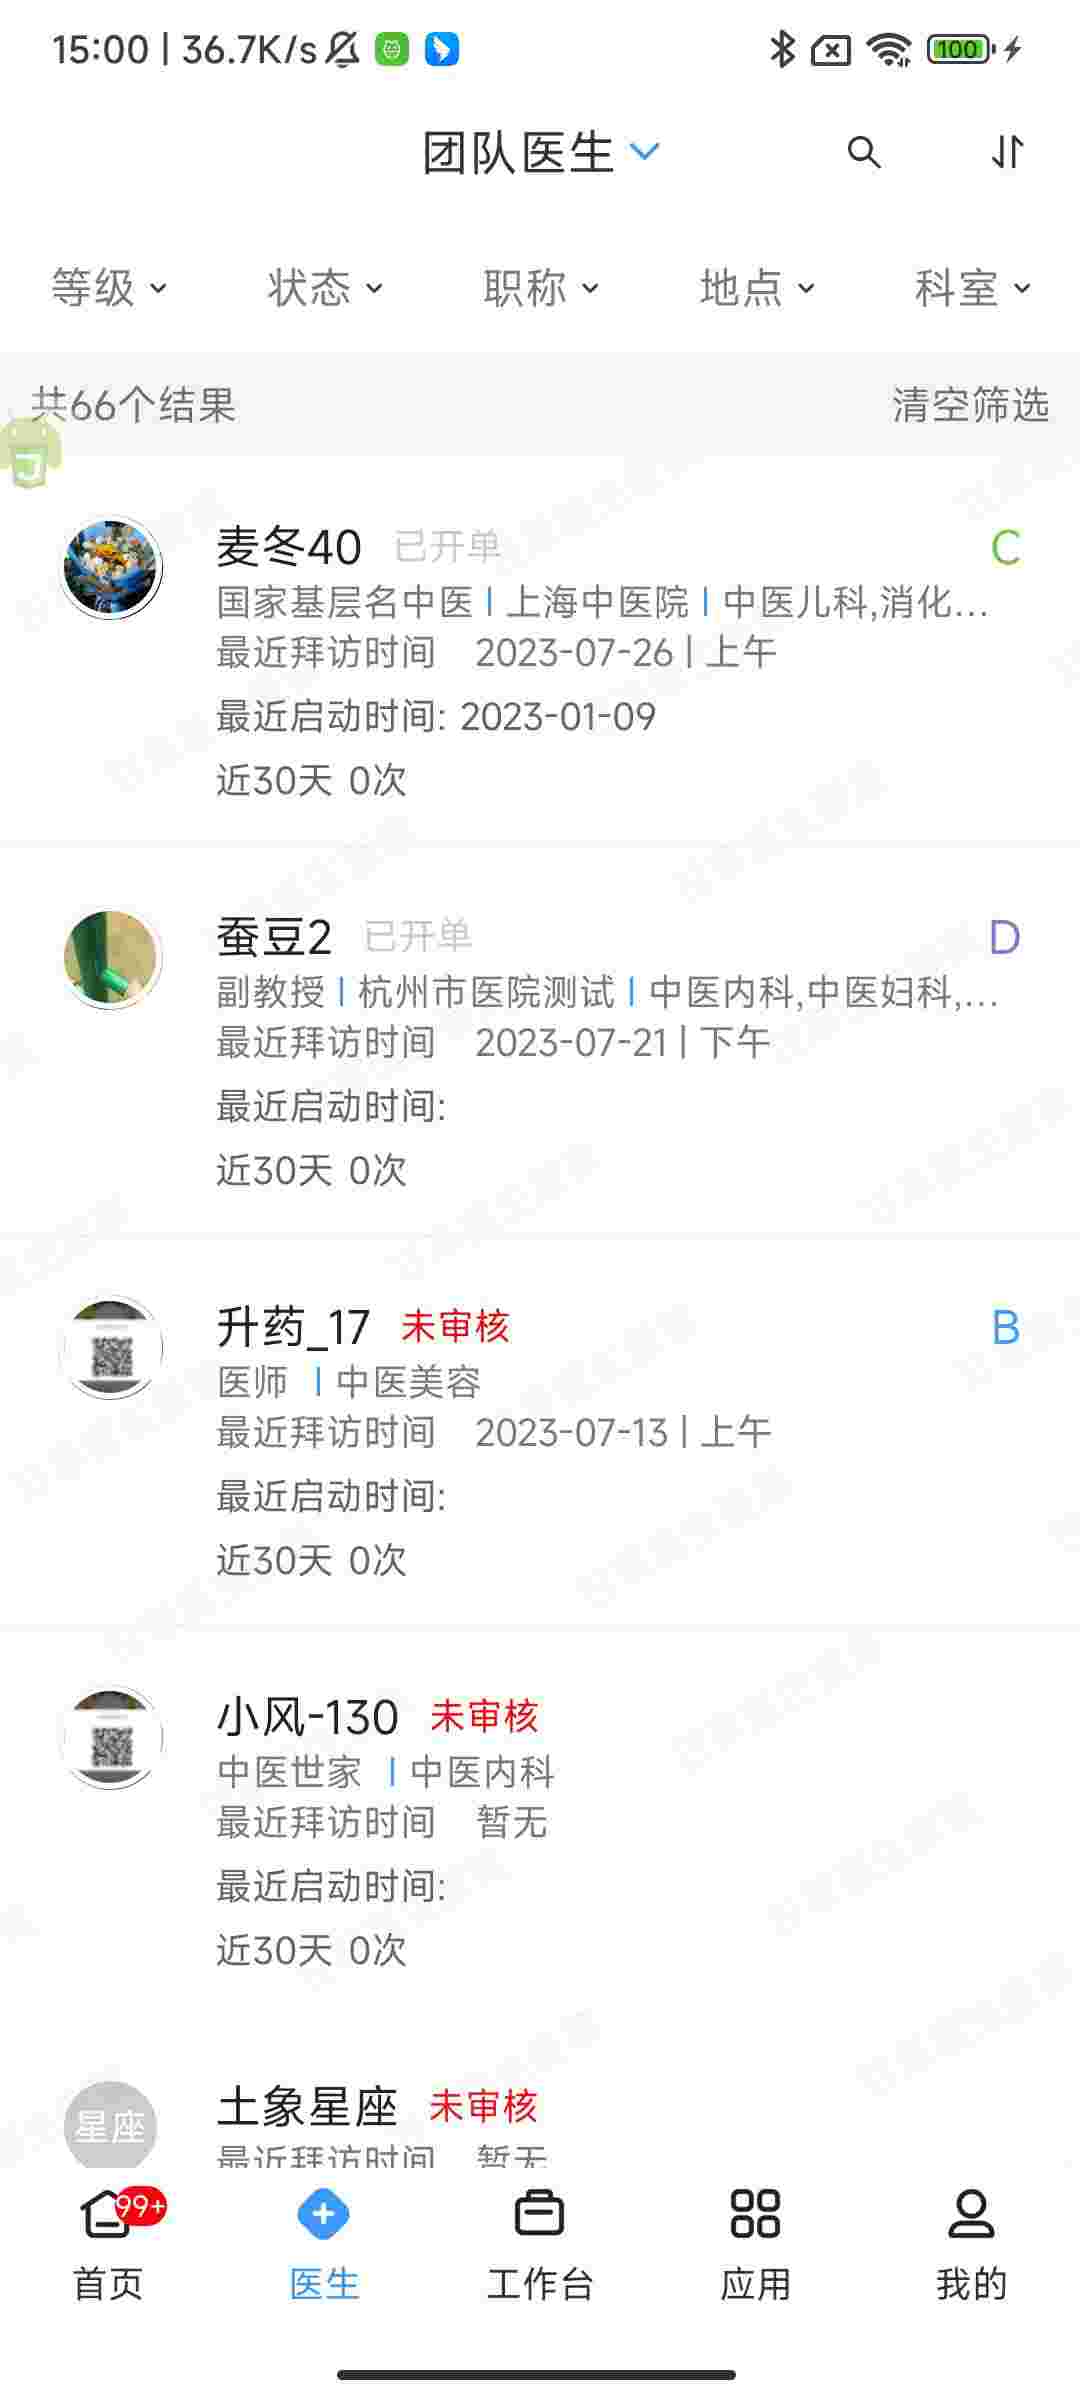 15:00 | 36.7K/s
100
团队医生
等级 状态 职称 地点 科室
共66个结果 清空筛选
麦冬40 已开单 C
国家基层名中医 | 上海中医院 | 中医儿科,消化...
最近拜访时间 2023-07-26 | 上午
最近启动时间: 2023-01-09
近30天 0次
蚕豆2 已开单 D
副教授 | 杭州市医院测试 | 中医内科,中医妇科,...
最近拜访时间 2023-07-21 | 下午
最近启动时间:
近30天 0次
升药_17 未审核 B
医师 | 中医美容
最近拜访时间 2023-07-13 | 上午
最近启动时间:
近30天 0次
小风-130 未审核
中医世家 | 中医内科
最近拜访时间 暂无
最近启动时间:
近30天 0次
星座 土象星座 未审核
最近拜访时间 暂无
99+
首页 医生 工作台 应用 我的